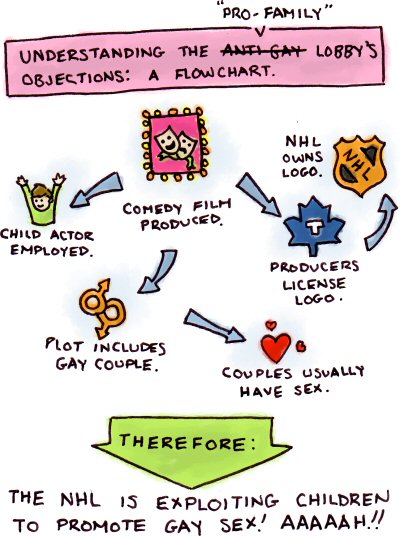 "PRO-FAMILY"
UNDERSTANDING THE ANTI-GAY LOBBY'S
OBJECTIONS: A FLOWCHART.
NHL
OWNS
LOGO.
NHL
CHILD ACTOR
EMPLOYED.
COMEDY FILM
PRODUCED.
T
PRODUCERS
LICENSE
LOGO.
PLOT INCLUDES
GAY COUPLE.
COUPLES USUALLY
HAVE SEX.
THEREFORE:
THE NHL IS EXPLOITING CHILDREN
TO PROMOTE GAY SEX! AAAAAH!!